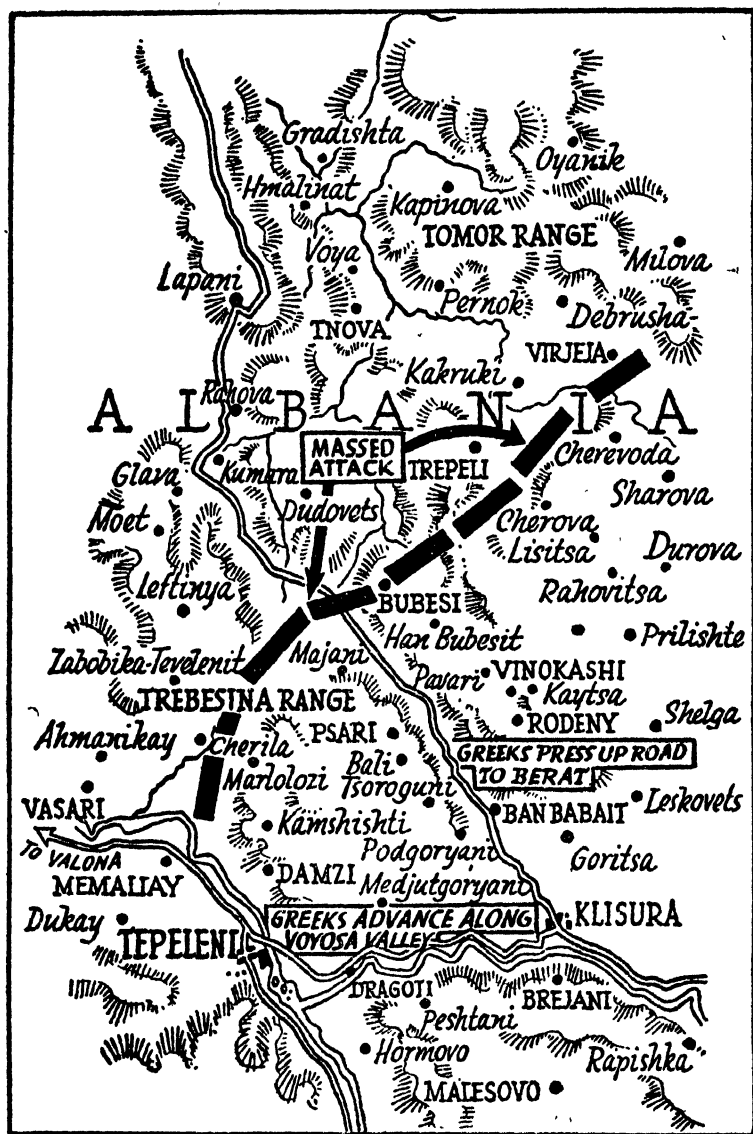 Gradishta
Oyanik
Hmalinat
Kapinova
TOMOR RANGE
Voya
Milova
Lapani
Pernok
Debrusha
TNOVA
VIRJEJA
Kakruki
Rahova
ALBANIA
MASSED
ATTACK
TREPELI
Cherevoda
Glava
Kumara
Sharova
Dudovets
Cherova
Moet
Lisitsa
Durova
Leftinya
BUBESI
Rahovitsa
Han Bubesit
Prilishte
Zabobika-Tevelenit
Majani
Pavari
VINOKASHI
TREBESINA RANGE
Kaytsa
Ahmanikay
Cherila
PSARI
RODENY
Shelga
Marlolozi
Bali
GREEKS PRESS UP ROAD
TO BERAT
Tsoroguni
VASARI
BAN BABAIT
Leskovets
Kamshishti
TO VALONA
Podgoryani
Goritsa
MEMALIAY
DAMZI
Medjutgoryani
Dukay
GREEKS ADVANCE ALONG
VOYOSA VALLEY
KLISURA
TEPELENI
DRAGOTI
BREJANI
Peshtani
Hormovo
Rapishka
MALESOVO